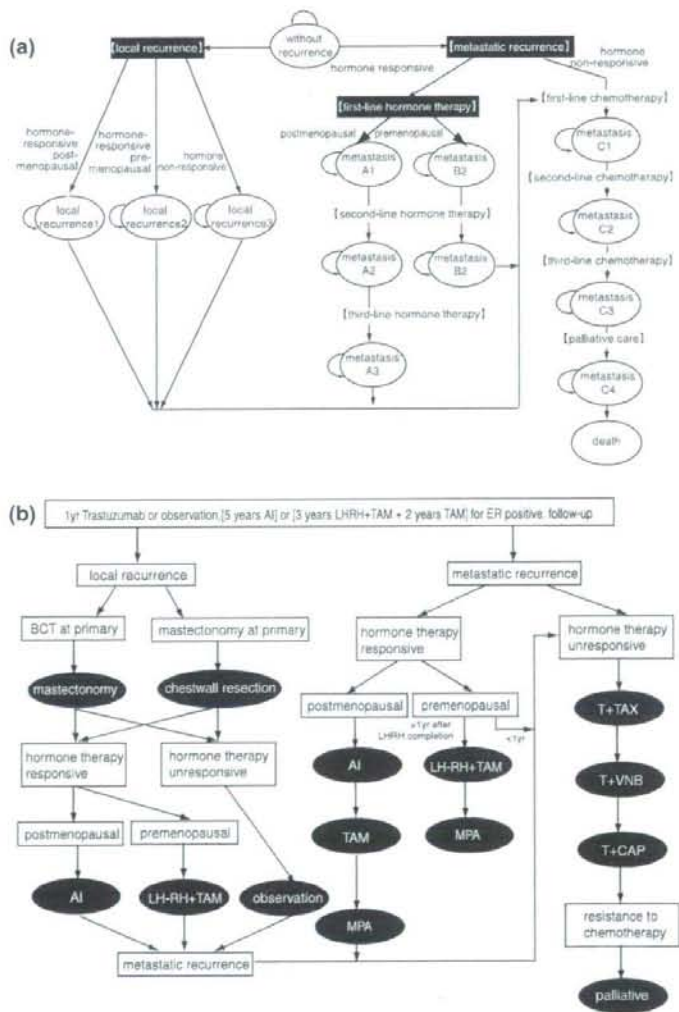 (a)
【local recurrence】
without
recurrence
【metastatic recurrence】
hormone responsive
hormone
non-responsive
【first-line hormone therapy】
【first-line chemotherapy】
postmenopausal
premenopausal
hormone-
responsive
post-
menopausal
hormone-
responsive
pre-
menopausal
hormone
non-responsive
metastasis
A1
metastasis
B2
metastasis
C1
【second-line chemotherapy】
local
recurrence1
local
recurrence2
local
recurrence3
【second-line hormone therapy】
metastasis
C2
metastasis
A2
metastasis
B2
【third-line chemotherapy】
metastasis
C3
【third-line hormone therapy】
【palliative care】
metastasis
A3
metastasis
C4
death
(b)
1yr Trastuzumab or observation,[5 years AI] or [3 years LHRH+TAM + 2 years TAM] for ER positive, follow-up
local recurrence
metastatic recurrence
BCT at primary
mastectonomy at primary
hormone therapy
responsive
hormone therapy
unresponsive
mastectonomy
chestwall resection
postmenopausal
premenopausal
T+TAX
1yr after
LHRH completion
<1yr
hormone therapy
responsive
hormone therapy
unresponsive
AI
LH-RH+TAM
T+VNB
postmenopausal
premenopausal
TAM
MPA
T+CAP
AI
LH-RH+TAM
observation
MPA
resistance to
chemotherapy
metastatic recurrence
palliative